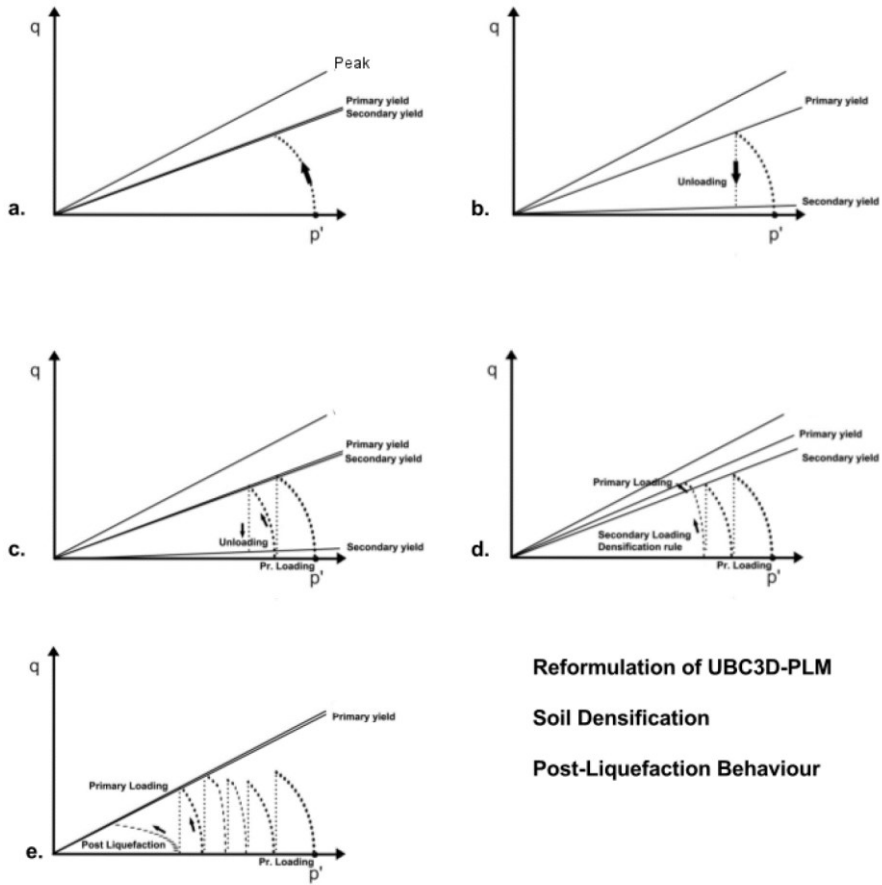 q
Peak
Primary yield
Secondary yield
a.
p'
q
Primary yield
Unloading
Secondary yield
b.
p'
q
Primary yield
Secondary yield
Unloading
Secondary yield
c.
Pr. Loading
p'
q
Primary yield
Secondary yield
Primary Loading
Secondary Loading
Densification rule
d.
Pr. Loading
p'
q
Primary yield
Primary Loading
Post Liquefaction
e.
Pr. Loading
p'
Reformulation of UBC3D-PLM
Soil Densification
Post-Liquefaction Behaviour